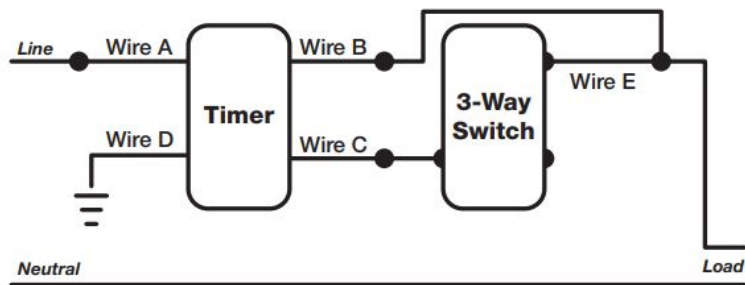 Line
Wire A
Wire B
Wire E
Timer
3-Way
Switch
Wire D
Wire C
Neutral
Load